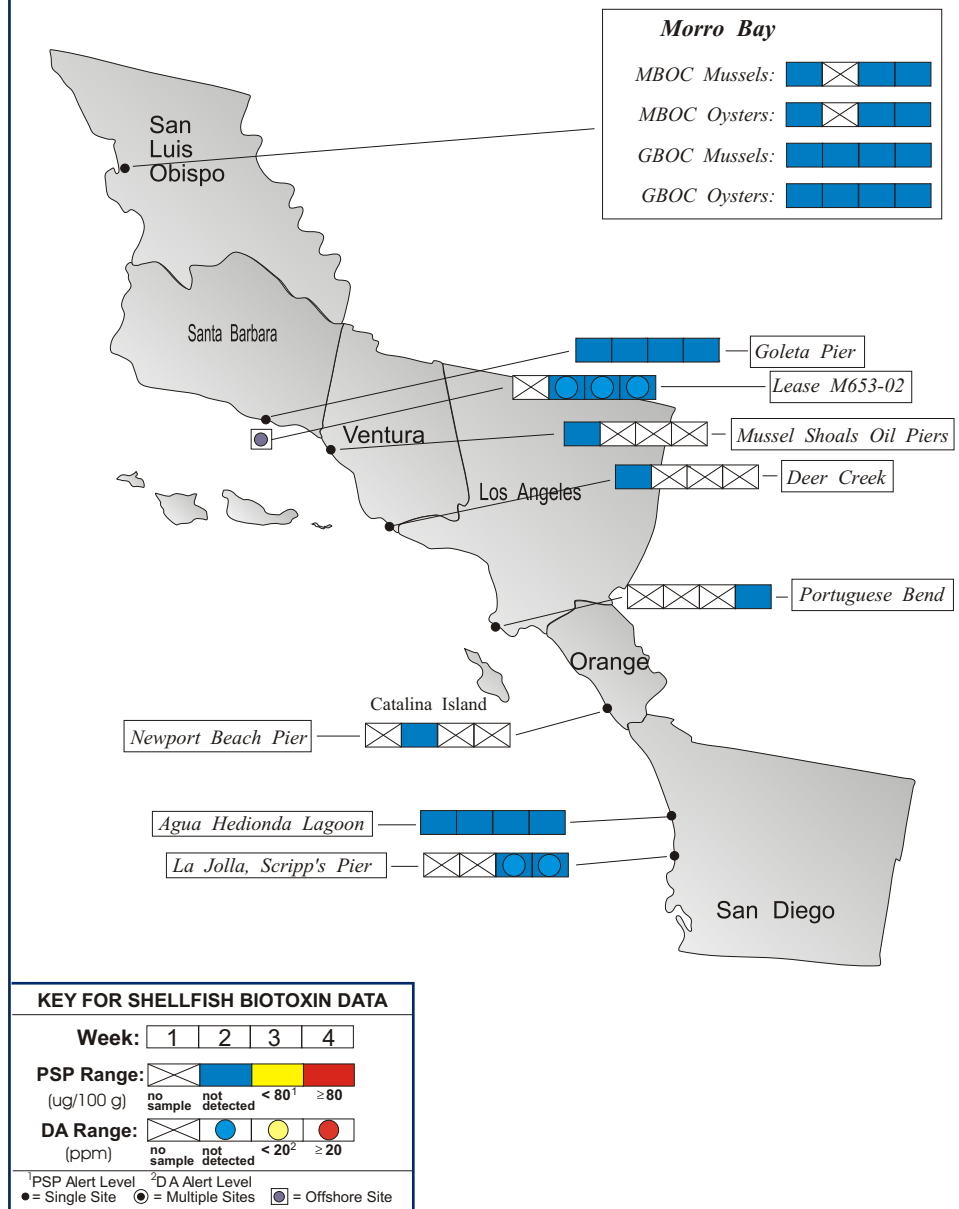 Morro Bay
MBOC Mussels:
MBOC Oysters:
GBOC Mussels:
GBOC Oysters:
San
Luis
Obispo
Santa Barbara
Goleta Pier
Lease M653-02
Ventura
Mussel Shoals Oil Piers
Los Angeles
Deer Creek
Portuguese Bend
Orange
Catalina Island
Newport Beach Pier
Agua Hedionda Lagoon
La Jolla, Scripp's Pier
San Diego
KEY FOR SHELLFISH BIOTOXIN DATA
Week: 1 2 3 4
PSP Range:
(ug/100 g)
no sample not detected < 80¹ ≥80
DA Range:
(ppm)
no sample not detected < 20² ≥20
¹PSP Alert Level ²DA Alert Level
= Single Site = Multiple Sites = Offshore Site